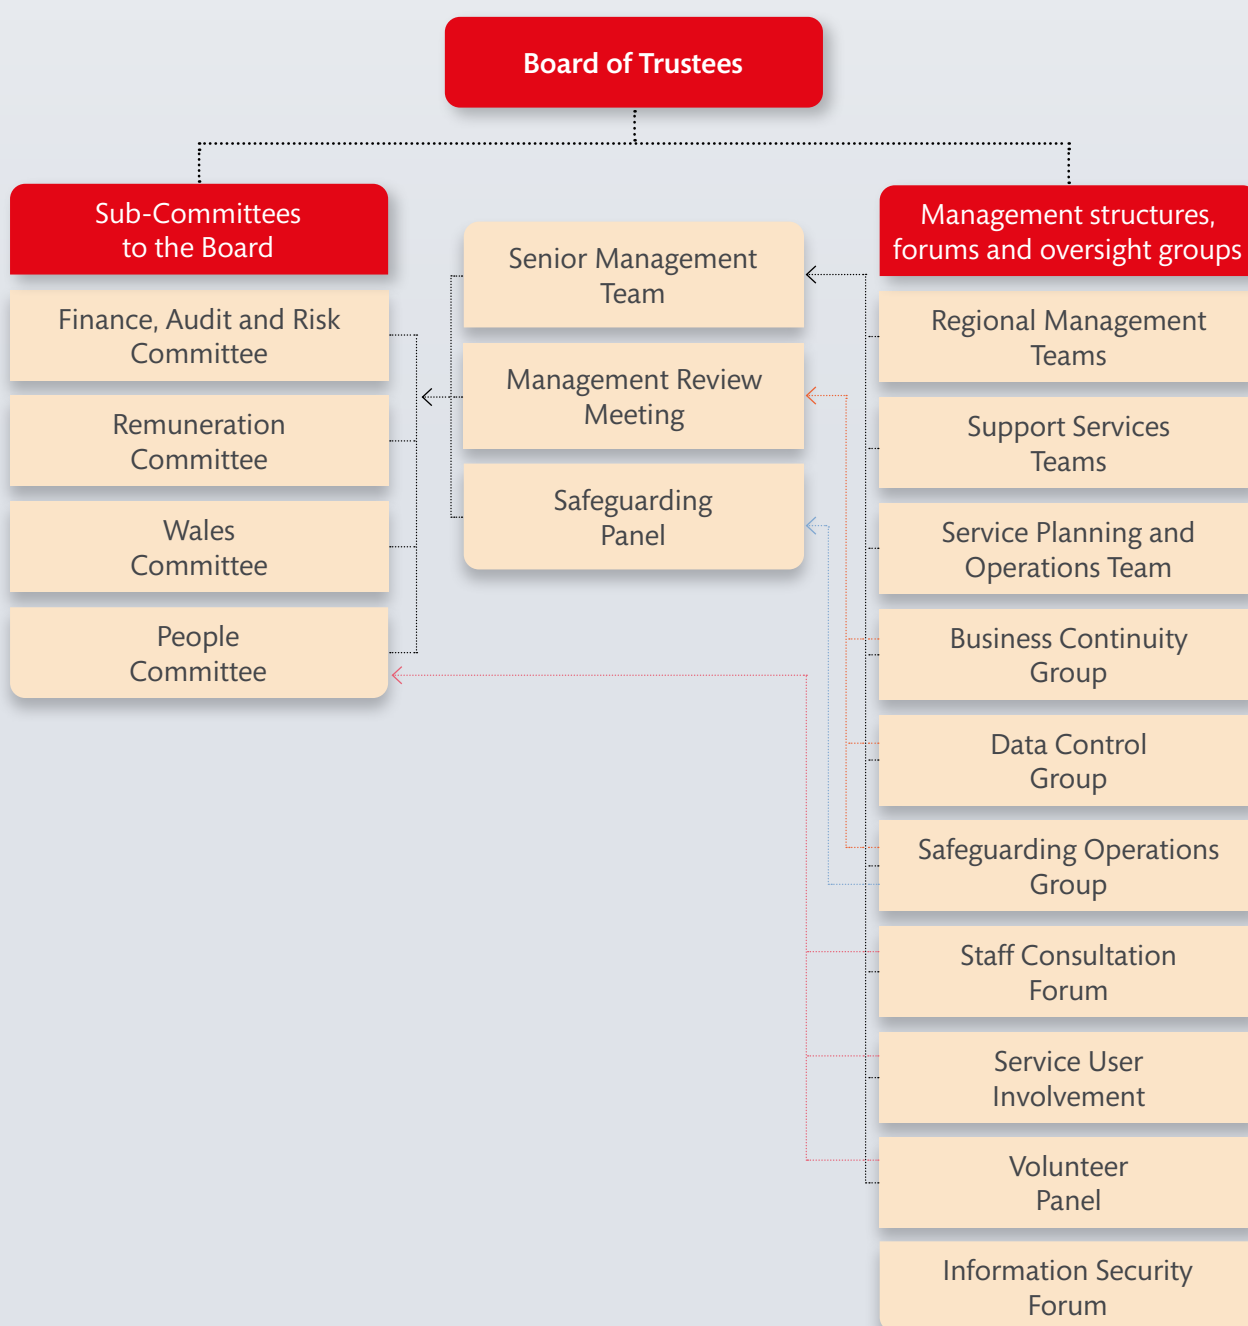 Board of Trustees
Sub-Committees
to the Board
Finance, Audit and Risk
Committee
Remuneration
Committee
Wales
Committee
People
Committee
Senior Management
Team
Management Review
Meeting
Safeguarding
Panel
Management structures,
forums and oversight groups
Regional Management
Teams
Support Services
Teams
Service Planning and
Operations Team
Business Continuity
Group
Data Control
Group
Safeguarding Operations
Group
Staff Consultation
Forum
Service User
Involvement
Volunteer
Panel
Information Security
Forum